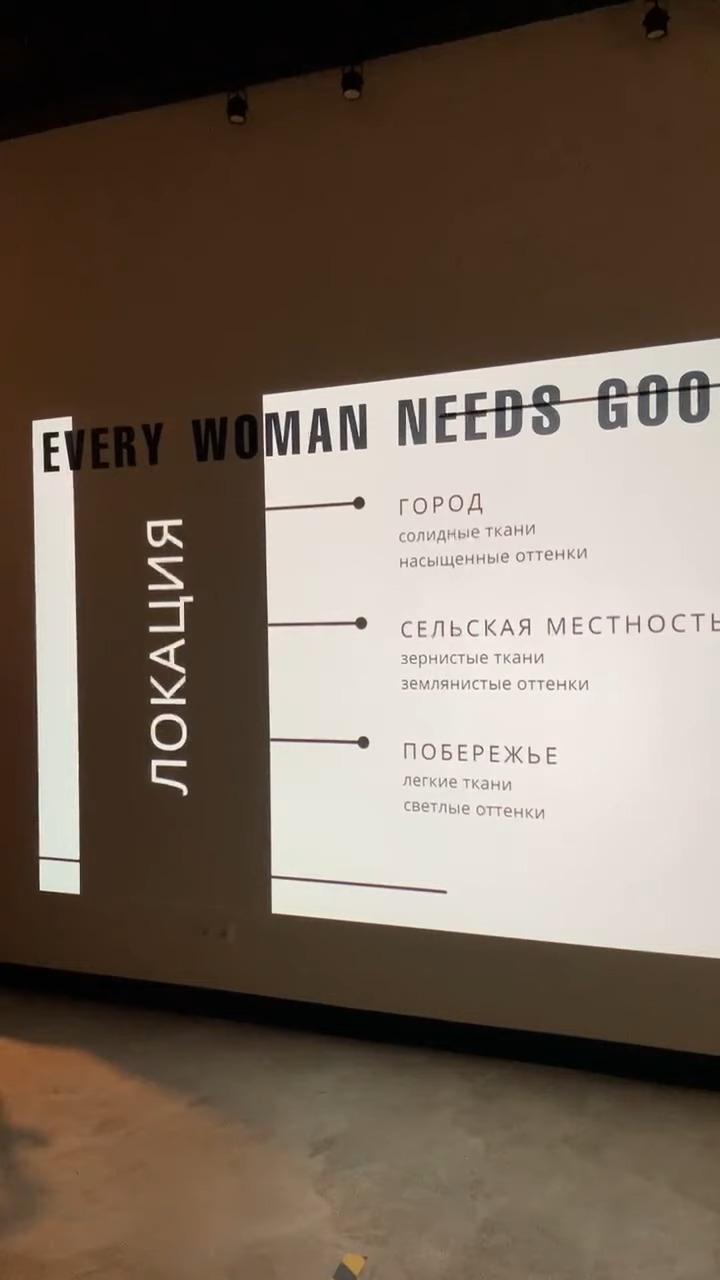 EVERY WOMAN NEEDS GOO
ЛОКАЦИЯ
ГОРОД
солидные ткани
насыщенные оттенки
СЕЛЬСКАЯ МЕСТНОСТЬ
зернистые ткани
землянистые оттенки
ПОБЕРЕЖЬЕ
легкие ткани
светлые оттенки